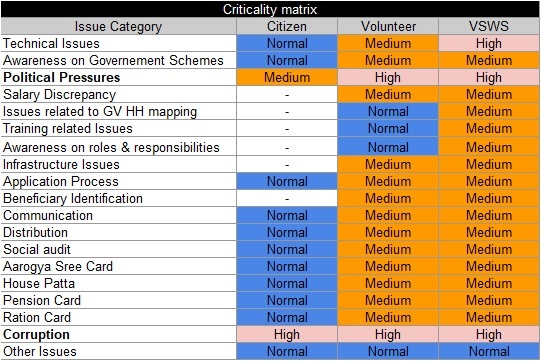 Criticality matrix
Issue Category Citizen Volunteer VSWS
Technical Issues Normal Medium High
Awareness on Governement Schemes Normal Medium Medium
Political Pressures Medium High High
Salary Discrepancy - Medium Medium
Issues related to GV HH mapping - Normal Medium
Training related Issues - Normal Medium
Awareness on roles & responsibilities - Normal Medium
Infrastructure Issues - Medium Medium
Application Process Normal Medium Medium
Beneficiary Identification - Medium Medium
Communication Normal Medium Medium
Distribution Normal Medium Medium
Social audit Normal Medium Medium
Aarogya Sree Card Normal Medium Medium
House Patta Normal Medium Medium
Pension Card Normal Medium Medium
Ration Card Normal Medium Medium
Corruption High High High
Other Issues Normal Normal Normal